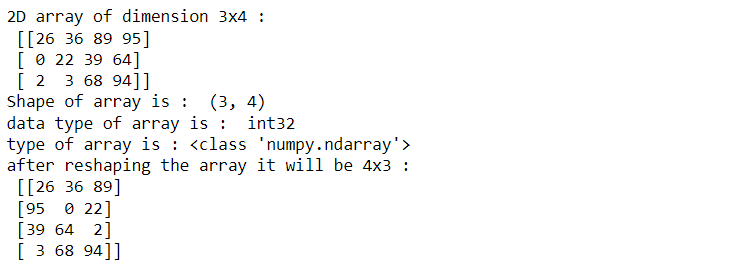 2D array of dimension 3x4 :
 [[26 36 89 95]
 [ 0 22 39 64]
 [ 2  3 68 94]]
Shape of array is :  (3, 4)
data type of array is :  int32
type of array is : <class 'numpy.ndarray'>
after reshaping the array it will be 4x3 :
 [[26 36 89]
 [95  0 22]
 [39 64  2]
 [ 3 68 94]]